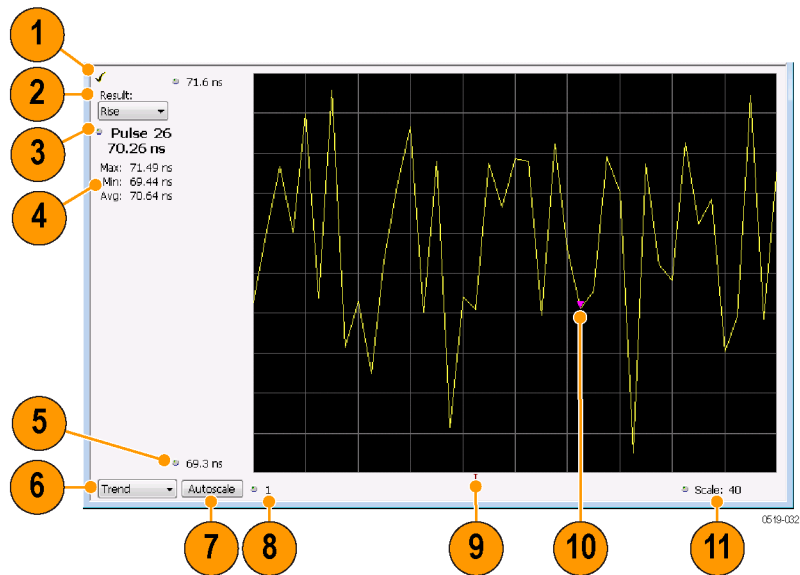 1
71.6 ns
2
Result:
Rise
3
Pulse 26
70.26 ns
Max: 71.49 ns
4
Min: 69.44 ns
Avg: 70.64 ns
5
69.3 ns
6
Trend
Autoscale
1
T
Scale: 40
0519-032
7
8
9
10
11